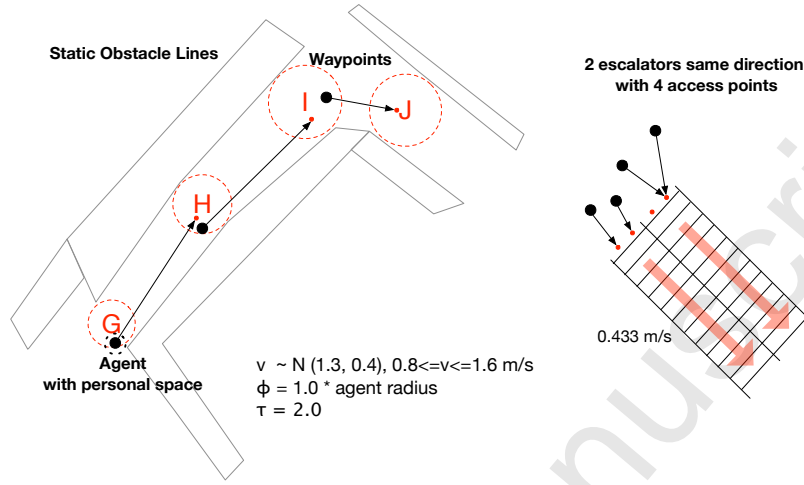 Static Obstacle Lines
Waypoints
2 escalators same direction
with 4 access points
I
J
H
G
Agent
with personal space
v ~ N (1.3, 0.4), 0.8<=v<=1.6 m/s
ϕ = 1.0 * agent radius
τ = 2.0
0.433 m/s
nuscri